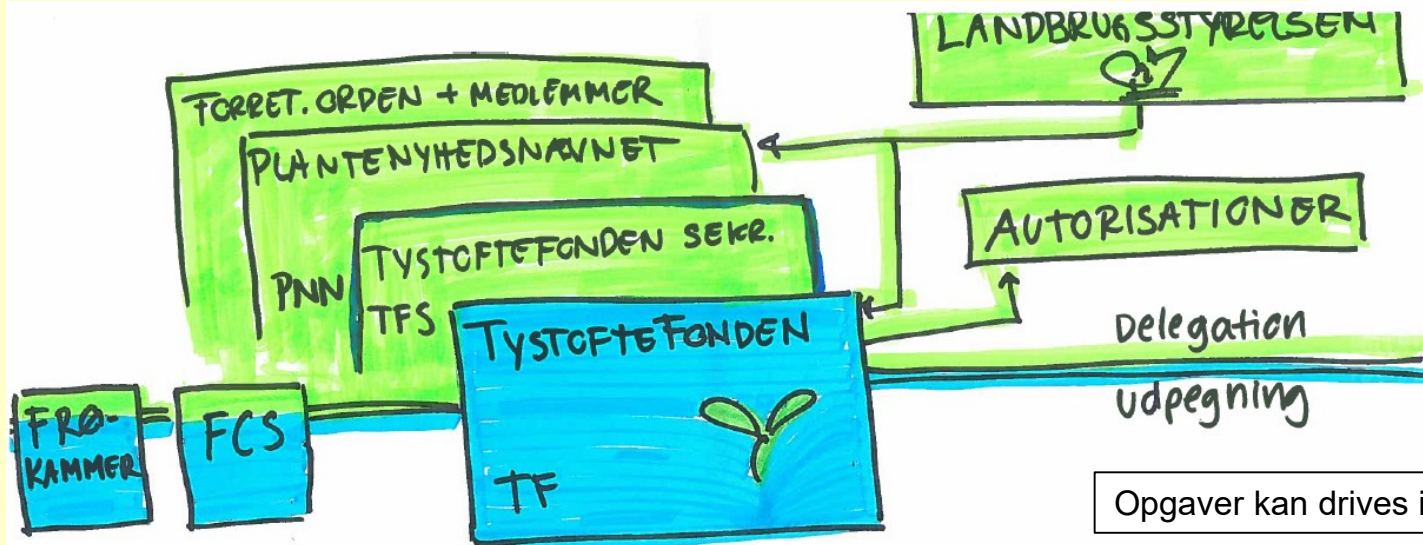 LANDBRUGSSTYRELSEN
FORRET.ORDEN + MEDLEMMER
PLANTENYHEDSNÆVNET
PNN
TYSTOFTEFONDEN SEKR.
TFS
AUTORISATIONER
TYSTOFTEFONDEN
TF
Delegation
udpegning
FRØ-
KAMMER
FCS
Opgaver kan drives i